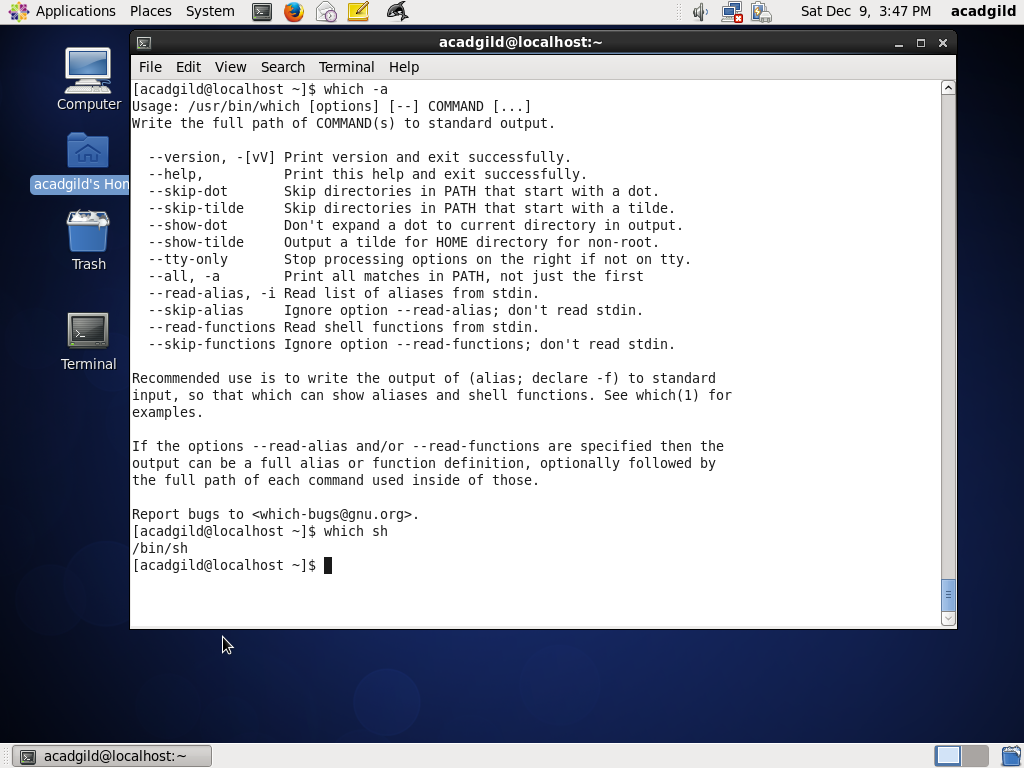 Applications Places System Sat Dec 9, 3:47 PM acadgild
acadgild@localhost:~
File Edit View Search Terminal Help
[acadgild@localhost ~]$ which -a
Usage: /usr/bin/which [options] [--] COMMAND [...]
Write the full path of COMMAND(s) to standard output.
--version, -[vV] Print version and exit successfully.
--help, Print this help and exit successfully.
--skip-dot Skip directories in PATH that start with a dot.
--skip-tilde Skip directories in PATH that start with a tilde.
--show-dot Don't expand a dot to current directory in output.
--show-tilde Output a tilde for HOME directory for non-root.
--tty-only Stop processing options on the right if not on tty.
--all, -a Print all matches in PATH, not just the first
--read-alias, -i Read list of aliases from stdin.
--skip-alias Ignore option --read-alias; don't read stdin.
--read-functions Read shell functions from stdin.
--skip-functions Ignore option --read-functions; don't read stdin.
Recommended use is to write the output of (alias; declare -f) to standard
input, so that which can show aliases and shell functions. See which(1) for
examples.
If the options --read-alias and/or --read-functions are specified then the
output can be a full alias or function definition, optionally followed by
the full path of each command used inside of those.
Report bugs to <which-bugs@gnu.org>.
[acadgild@localhost ~]$ which sh
/bin/sh
[acadgild@localhost ~]$
Computer
acadgild's Hom
Trash
Terminal
acadgild@localhost:~